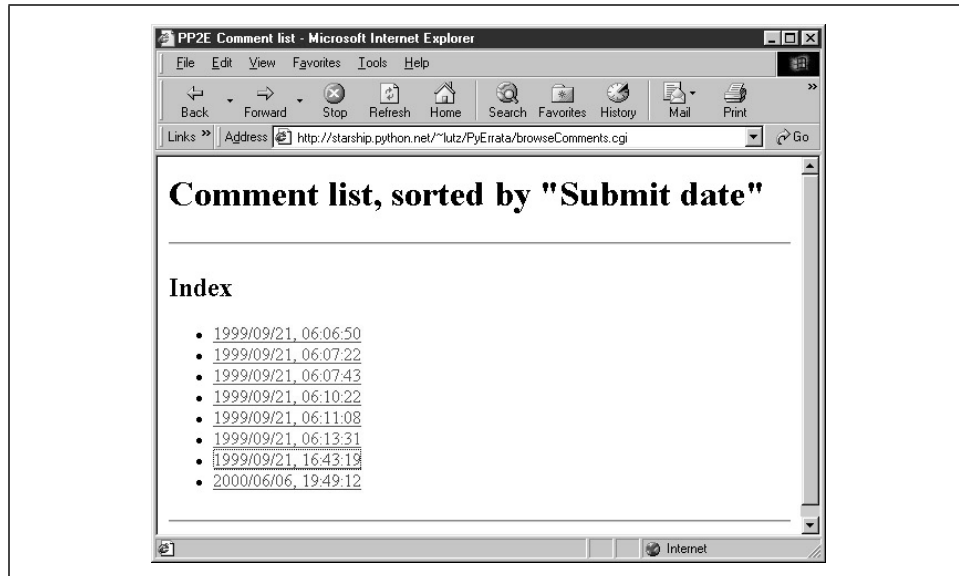 PP2E Comment list - Microsoft Internet Explorer
File Edit View Favorites Tools Help
Back Forward Stop Refresh Home Search Favorites History Mail Print »
Links » Address http://starship.python.net/~lutz/PyErrata/browseComments.cgi Go
Comment list, sorted by "Submit date"
Index
• 1999/09/21, 06:06:50
• 1999/09/21, 06:07:22
• 1999/09/21, 06:07:43
• 1999/09/21, 06:10:22
• 1999/09/21, 06:11:08
• 1999/09/21, 06:13:31
• 1999/09/21, 16:43:19
• 2000/06/06, 19:49:12
Internet